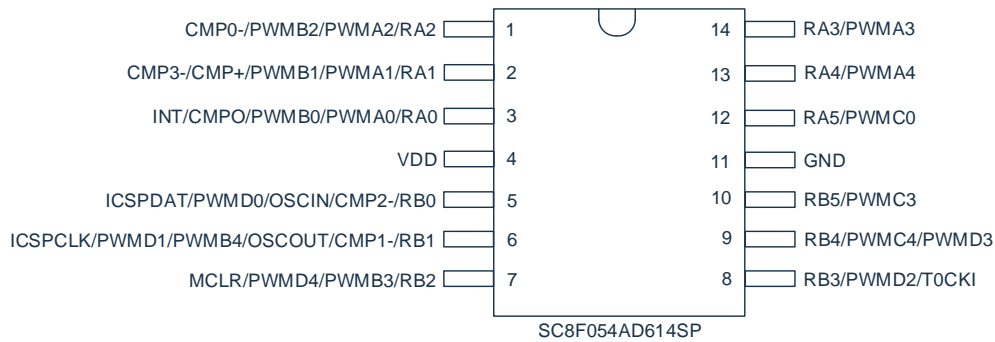 CMP0-/PWMB2/PWMA2/RA2 1 14 RA3/PWMA3
CMP3-/CMP+/PWMB1/PWMA1/RA1 2 13 RA4/PWMA4
INT/CMPO/PWMB0/PWMA0/RA0 3 12 RA5/PWMC0
VDD 4 11 GND
ICSPDAT/PWMD0/OSCIN/CMP2-/RB0 5 10 RB5/PWMC3
ICSPCLK/PWMD1/PWMB4/OSCOUT/CMP1-/RB1 6 9 RB4/PWMC4/PWMD3
MCLR/PWMD4/PWMB3/RB2 7 8 RB3/PWMD2/T0CKI
SC8F054AD614SP